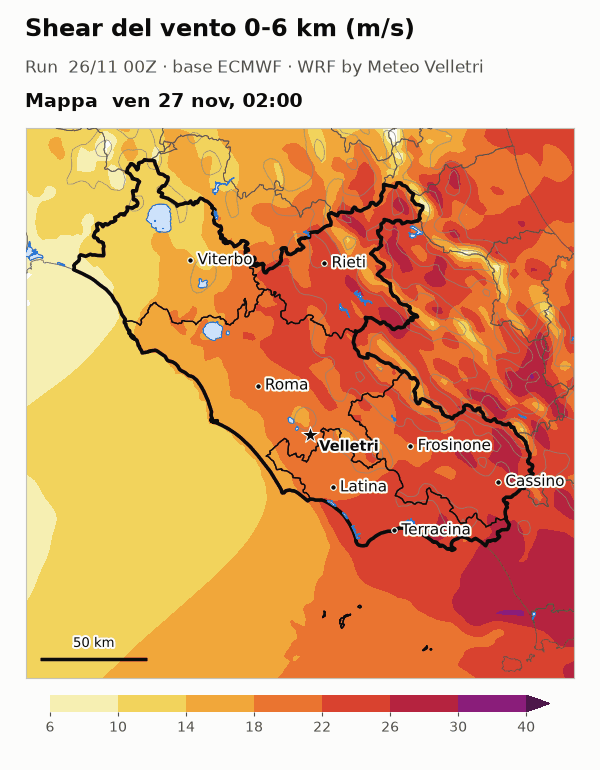 Shear del vento 0-6 km (m/s)
Run  26/11 00Z · base ECMWF · WRF by Meteo Velletri
Mappa  ven 27 nov, 02:00
Viterbo
Rieti
Roma
Velletri
Frosinone
Latina
Cassino
Terracina
50 km
6 10 14 18 22 26 30 40